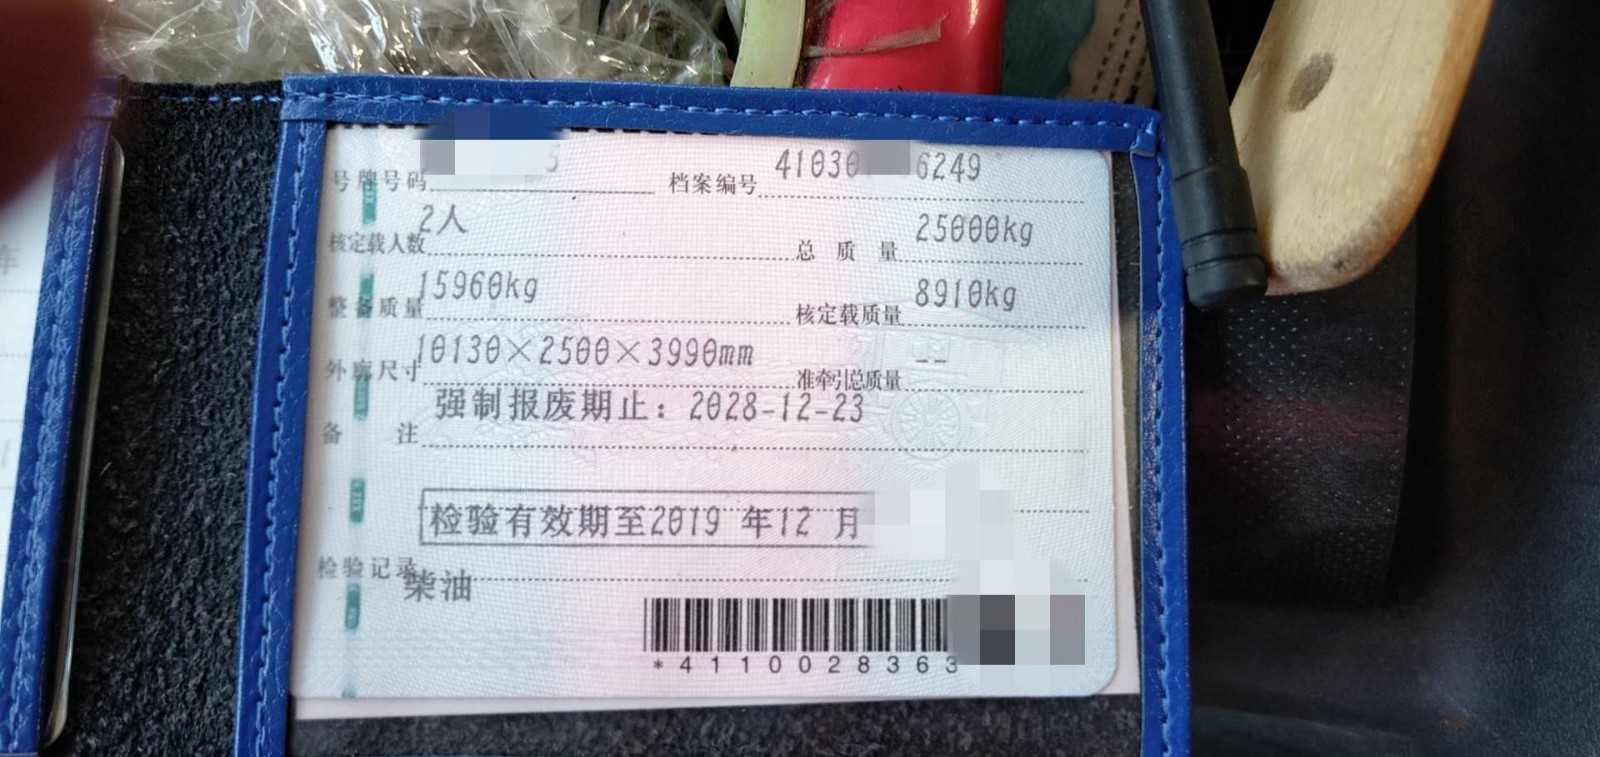 号牌号码 5 档案编号 41030 6249
核定载人数 2人 总质量 25000kg
整备质量 15960kg 核定载质量 8910kg
外廓尺寸 10130×2500×3990mm 准牵引总质量 --
备注 强制报废期止：2028-12-23
检验有效期至2019 年12 月
检验记录
柴油
*4110028363
车